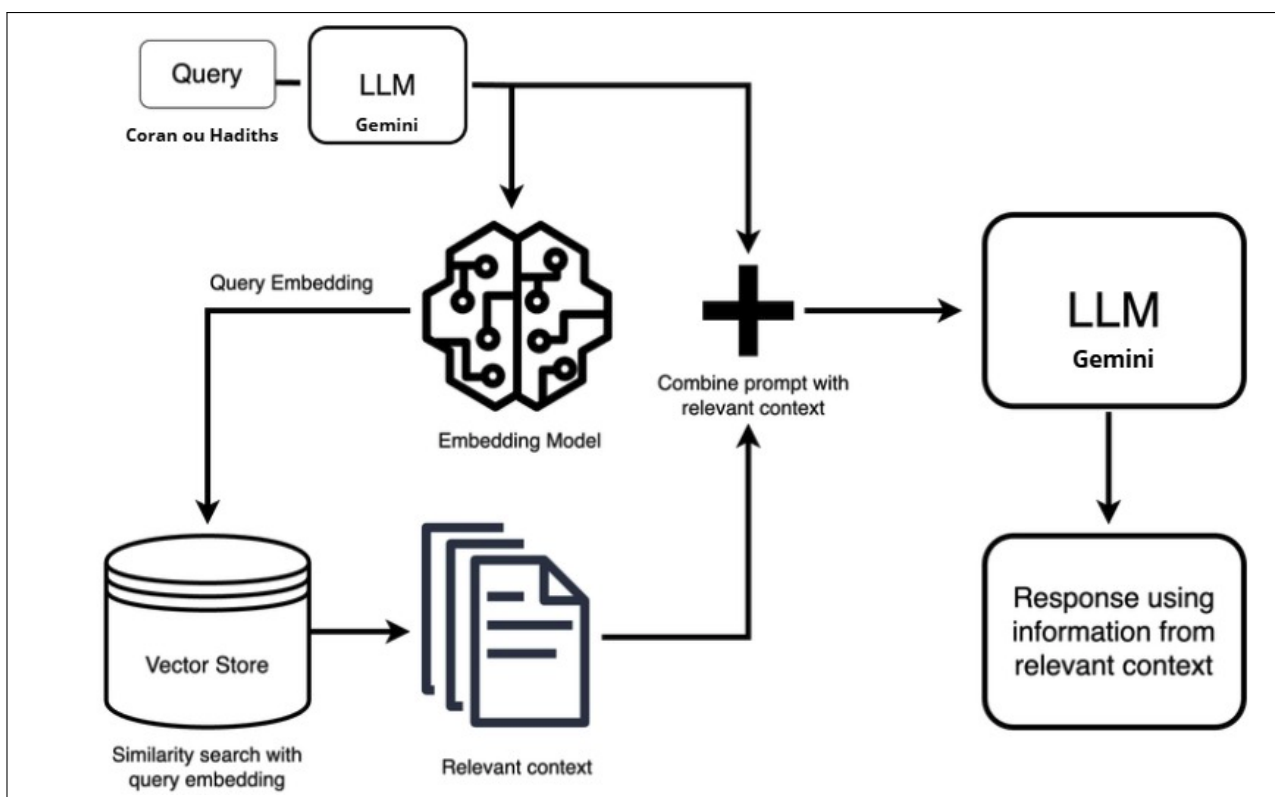 Query
Coran ou Hadiths
LLM
Gemini
Query Embedding
Embedding Model
Combine prompt with
relevant context
LLM
Gemini
Vector Store
Similarity search with
query embedding
Relevant context
Response using
information from
relevant context